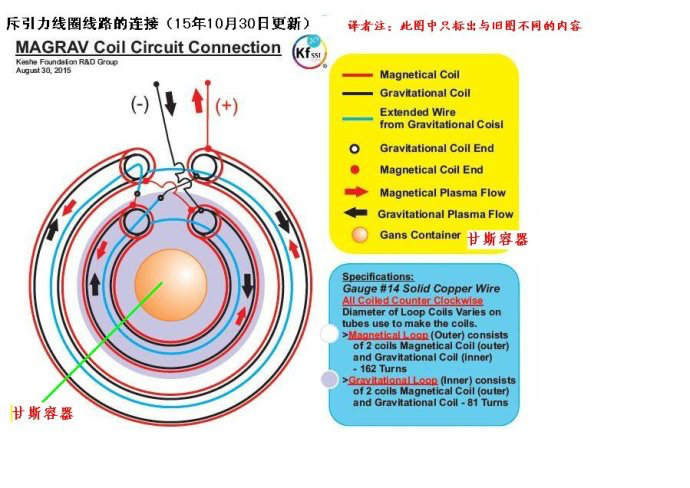 斥引力线圈线路的连接（15年10月30日更新）
译者注：此图中只标出与旧图不同的内容
MAGRAV Coil Circuit Connection
Keshe Foundation R&D Group
August 30, 2015
Kf SSI
(-)
(+)
Magnetical Coil
Gravitational Coil
Extended Wire
from Gravitational Coisl
Gravitational Coil End
Magnetical Coil End
Magnetical Plasma Flow
Gravitational Plasma Flow
Gans Container
甘斯容器
Specifications:
Gauge #14 Solid Copper Wire
All Coiled Counter Clockwise
Diameter of Loop Coils Varies on
tubes use to make the coils.
>Magnetical Loop (Outer) consists
of 2 coils Magnetical Coil (outer)
and Gravitational Coil (inner)
- 162 Turns
>Gravitational Loop (Inner) consists
of 2 coils Magnetical Coil (outer)
and Gravitational Coil - 81 Turns
甘斯容器